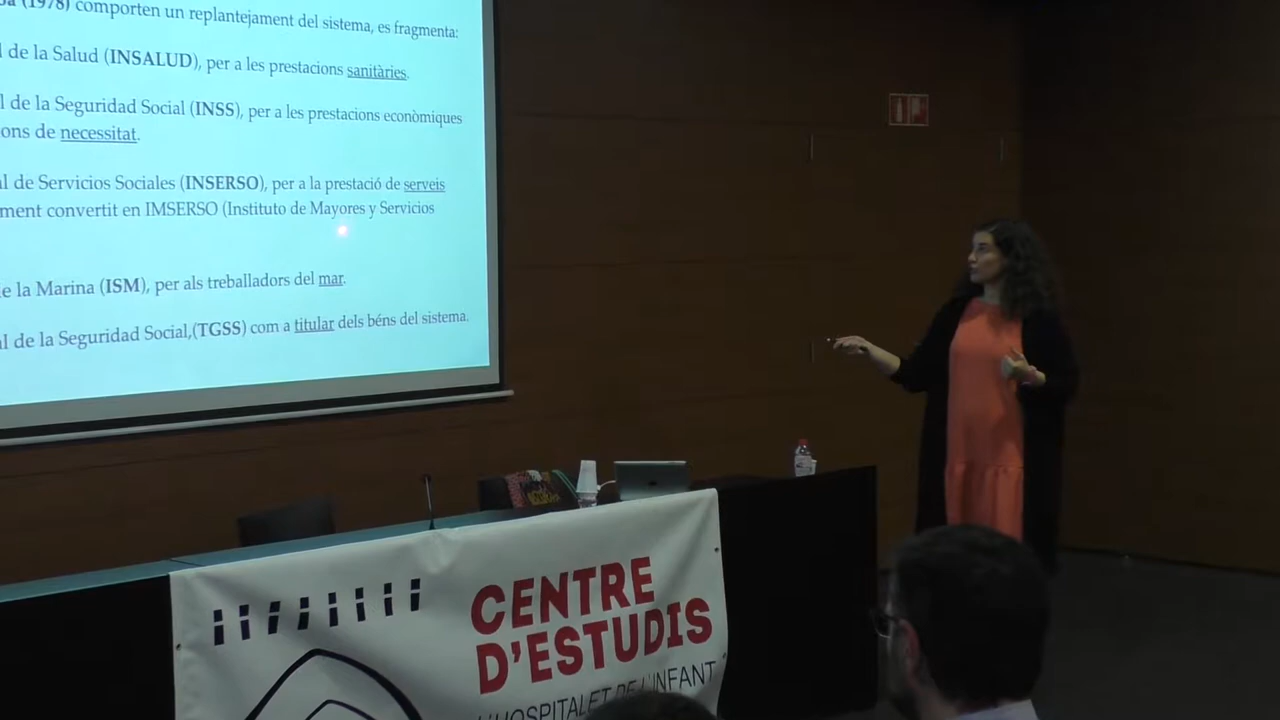 (1978) comporten un replantejament del sistema, es fragmenta:
de la Salud (INSALUD), per a les prestacions sanitàries.
l de la Seguridad Social (INSS), per a les prestacions econòmiques
ons de necessitat.
l de Servicios Sociales (INSERSO), per a la prestació de serveis
ment convertit en IMSERSO (Instituto de Mayores y Servicios
e la Marina (ISM), per als treballadors del mar.
l de la Seguridad Social,(TGSS) com a titular dels béns del sistema.
CENTRE
D'ESTUDIS
L'HOSPITALET DE L'INFANT